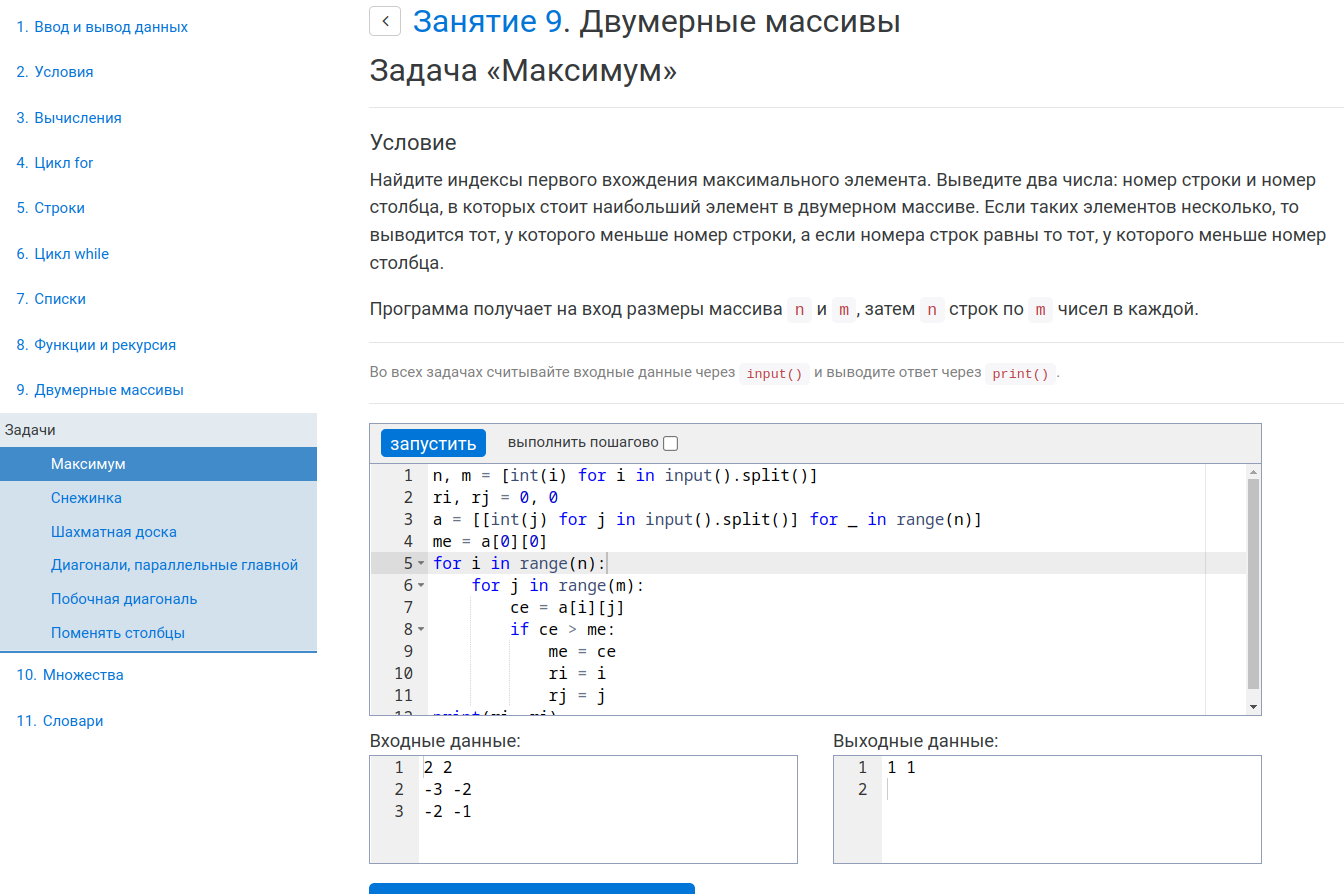 1. Ввод и вывод данных
2. Условия
3. Вычисления
4. Цикл for
5. Строки
6. Цикл while
7. Списки
8. Функции и рекурсия
9. Двумерные массивы
Задачи
Максимум
Снежинка
Шахматная доска
Диагонали, параллельные главной
Побочная диагональ
Поменять столбцы
10. Множества
11. Словари
Занятие 9. Двумерные массивы
Задача «Максимум»
Условие
Найдите индексы первого вхождения максимального элемента. Выведите два числа: номер строки и номер
столбца, в которых стоит наибольший элемент в двумерном массиве. Если таких элементов несколько, то
выводится тот, у которого меньше номер строки, а если номера строк равны то тот, у которого меньше номер
столбца.
Программа получает на вход размеры массива n и m, затем n строк по m чисел в каждой.
Во всех задачах считывайте входные данные через input() и выводите ответ через print().
запустить выполнить пошагово
1 n, m = [int(i) for i in input().split()]
2 ri, rj = 0, 0
3 a = [[int(j) for j in input().split()] for _ in range(n)]
4 me = a[0][0]
5 for i in range(n):
6     for j in range(m):
7         ce = a[i][j]
8         if ce > me:
9             me = ce
10             ri = i
11             rj = j
Входные данные:
1 2 2
2 -3 -2
3 -2 -1
Выходные данные:
1 1 1
2